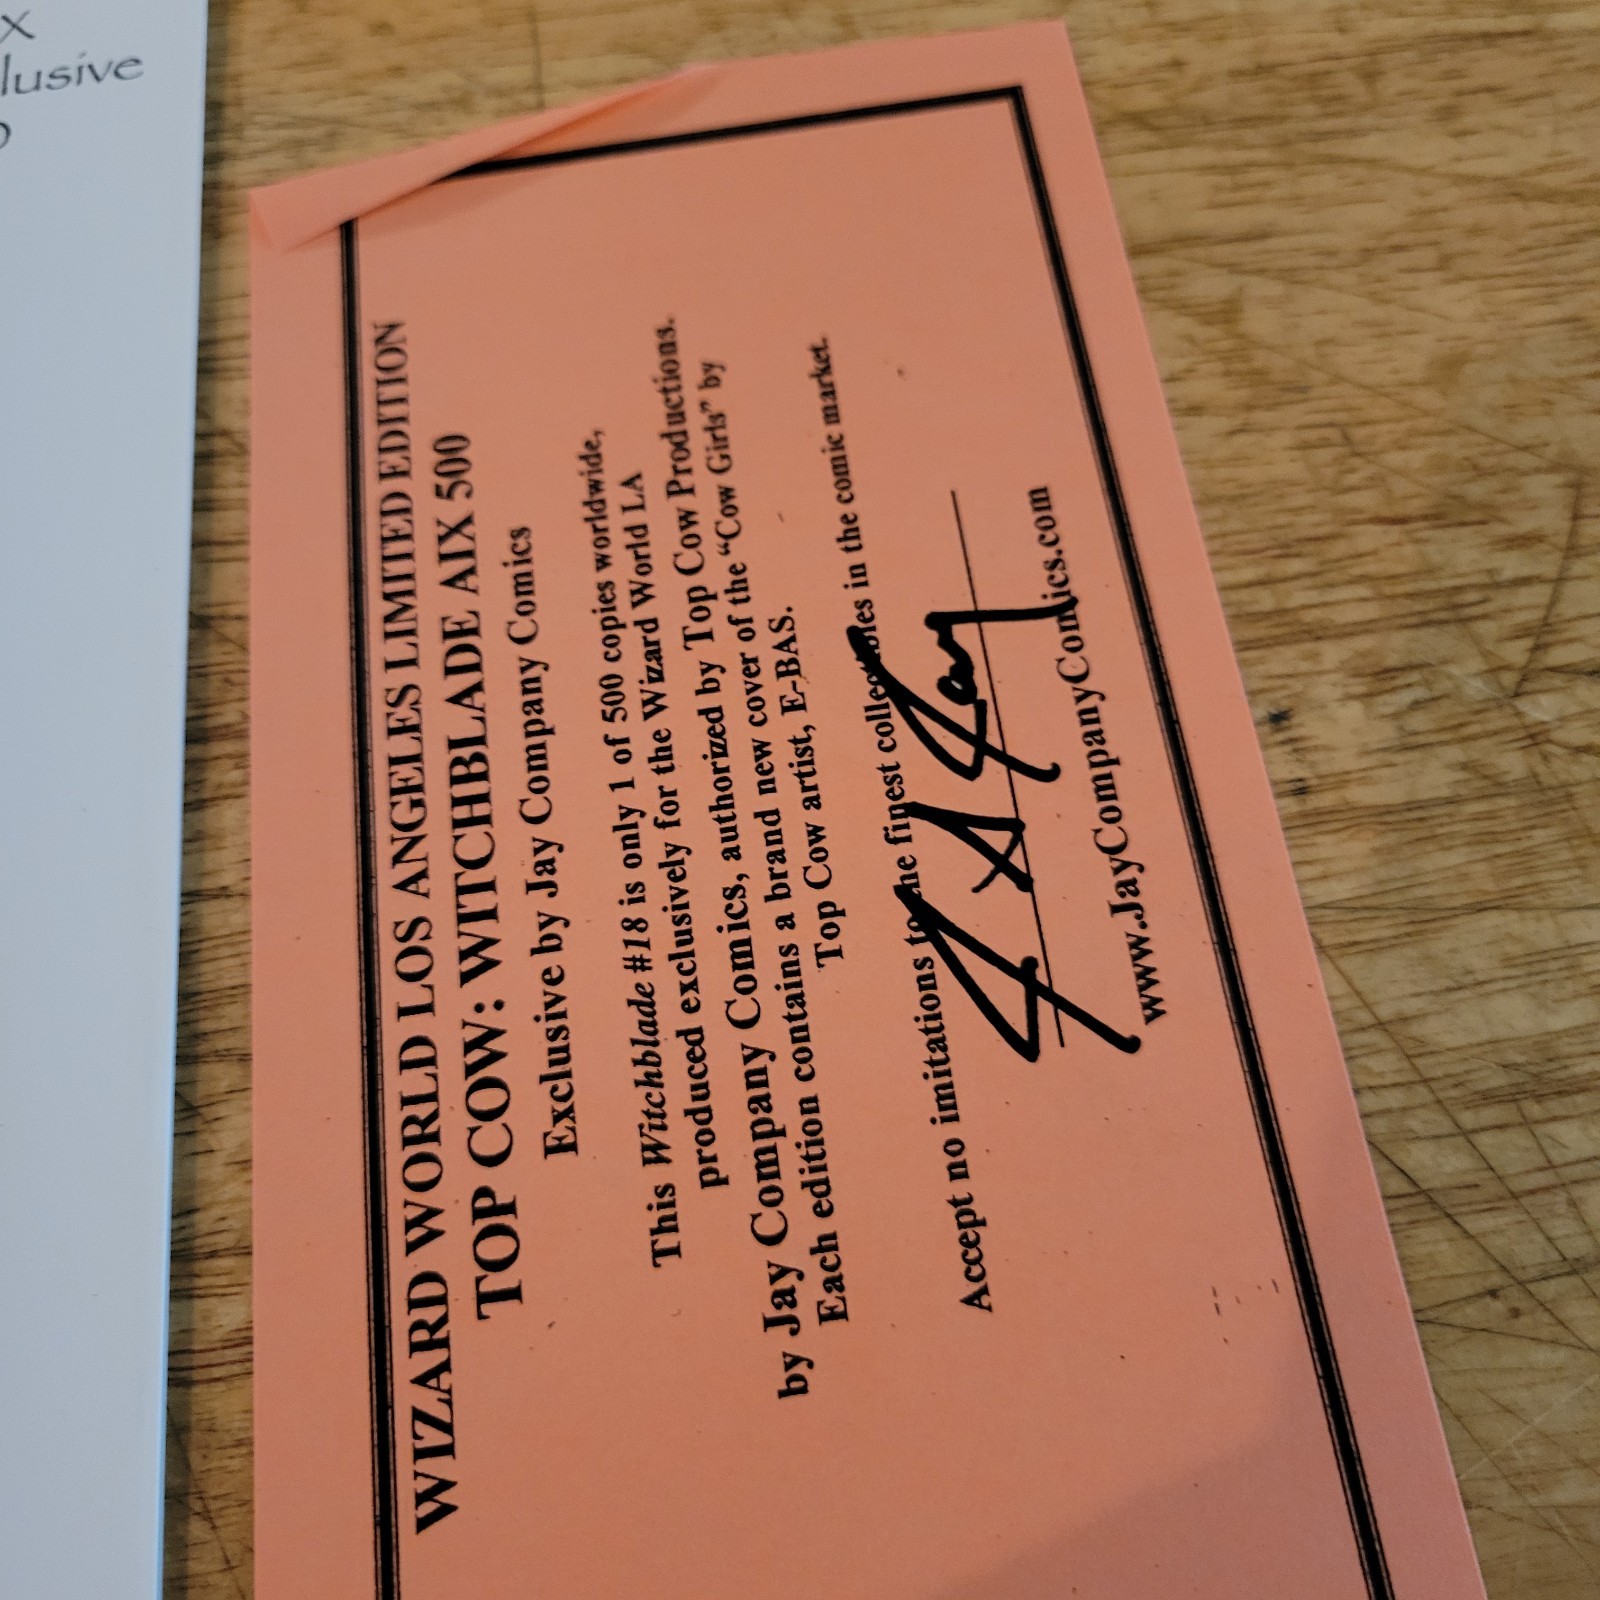 x
lusive
WIZARD WORLD LOS ANGELES LIMITED EDITION
TOP COW: WITCHBLADE AIX 500
Exclusive by Jay Company Comics
This Witchblade #18 is only 1 of 500 copies worldwide,
produced exclusively for the Wizard World LA
by Jay Company Comics, authorized by Top Cow Productions.
Each edition contains a brand new cover of the “Cow Girls” by
Top Cow artist, E-BAS.
Accept no imitations to the finest collectables in the comic market.
www.JayCompanyComics.com